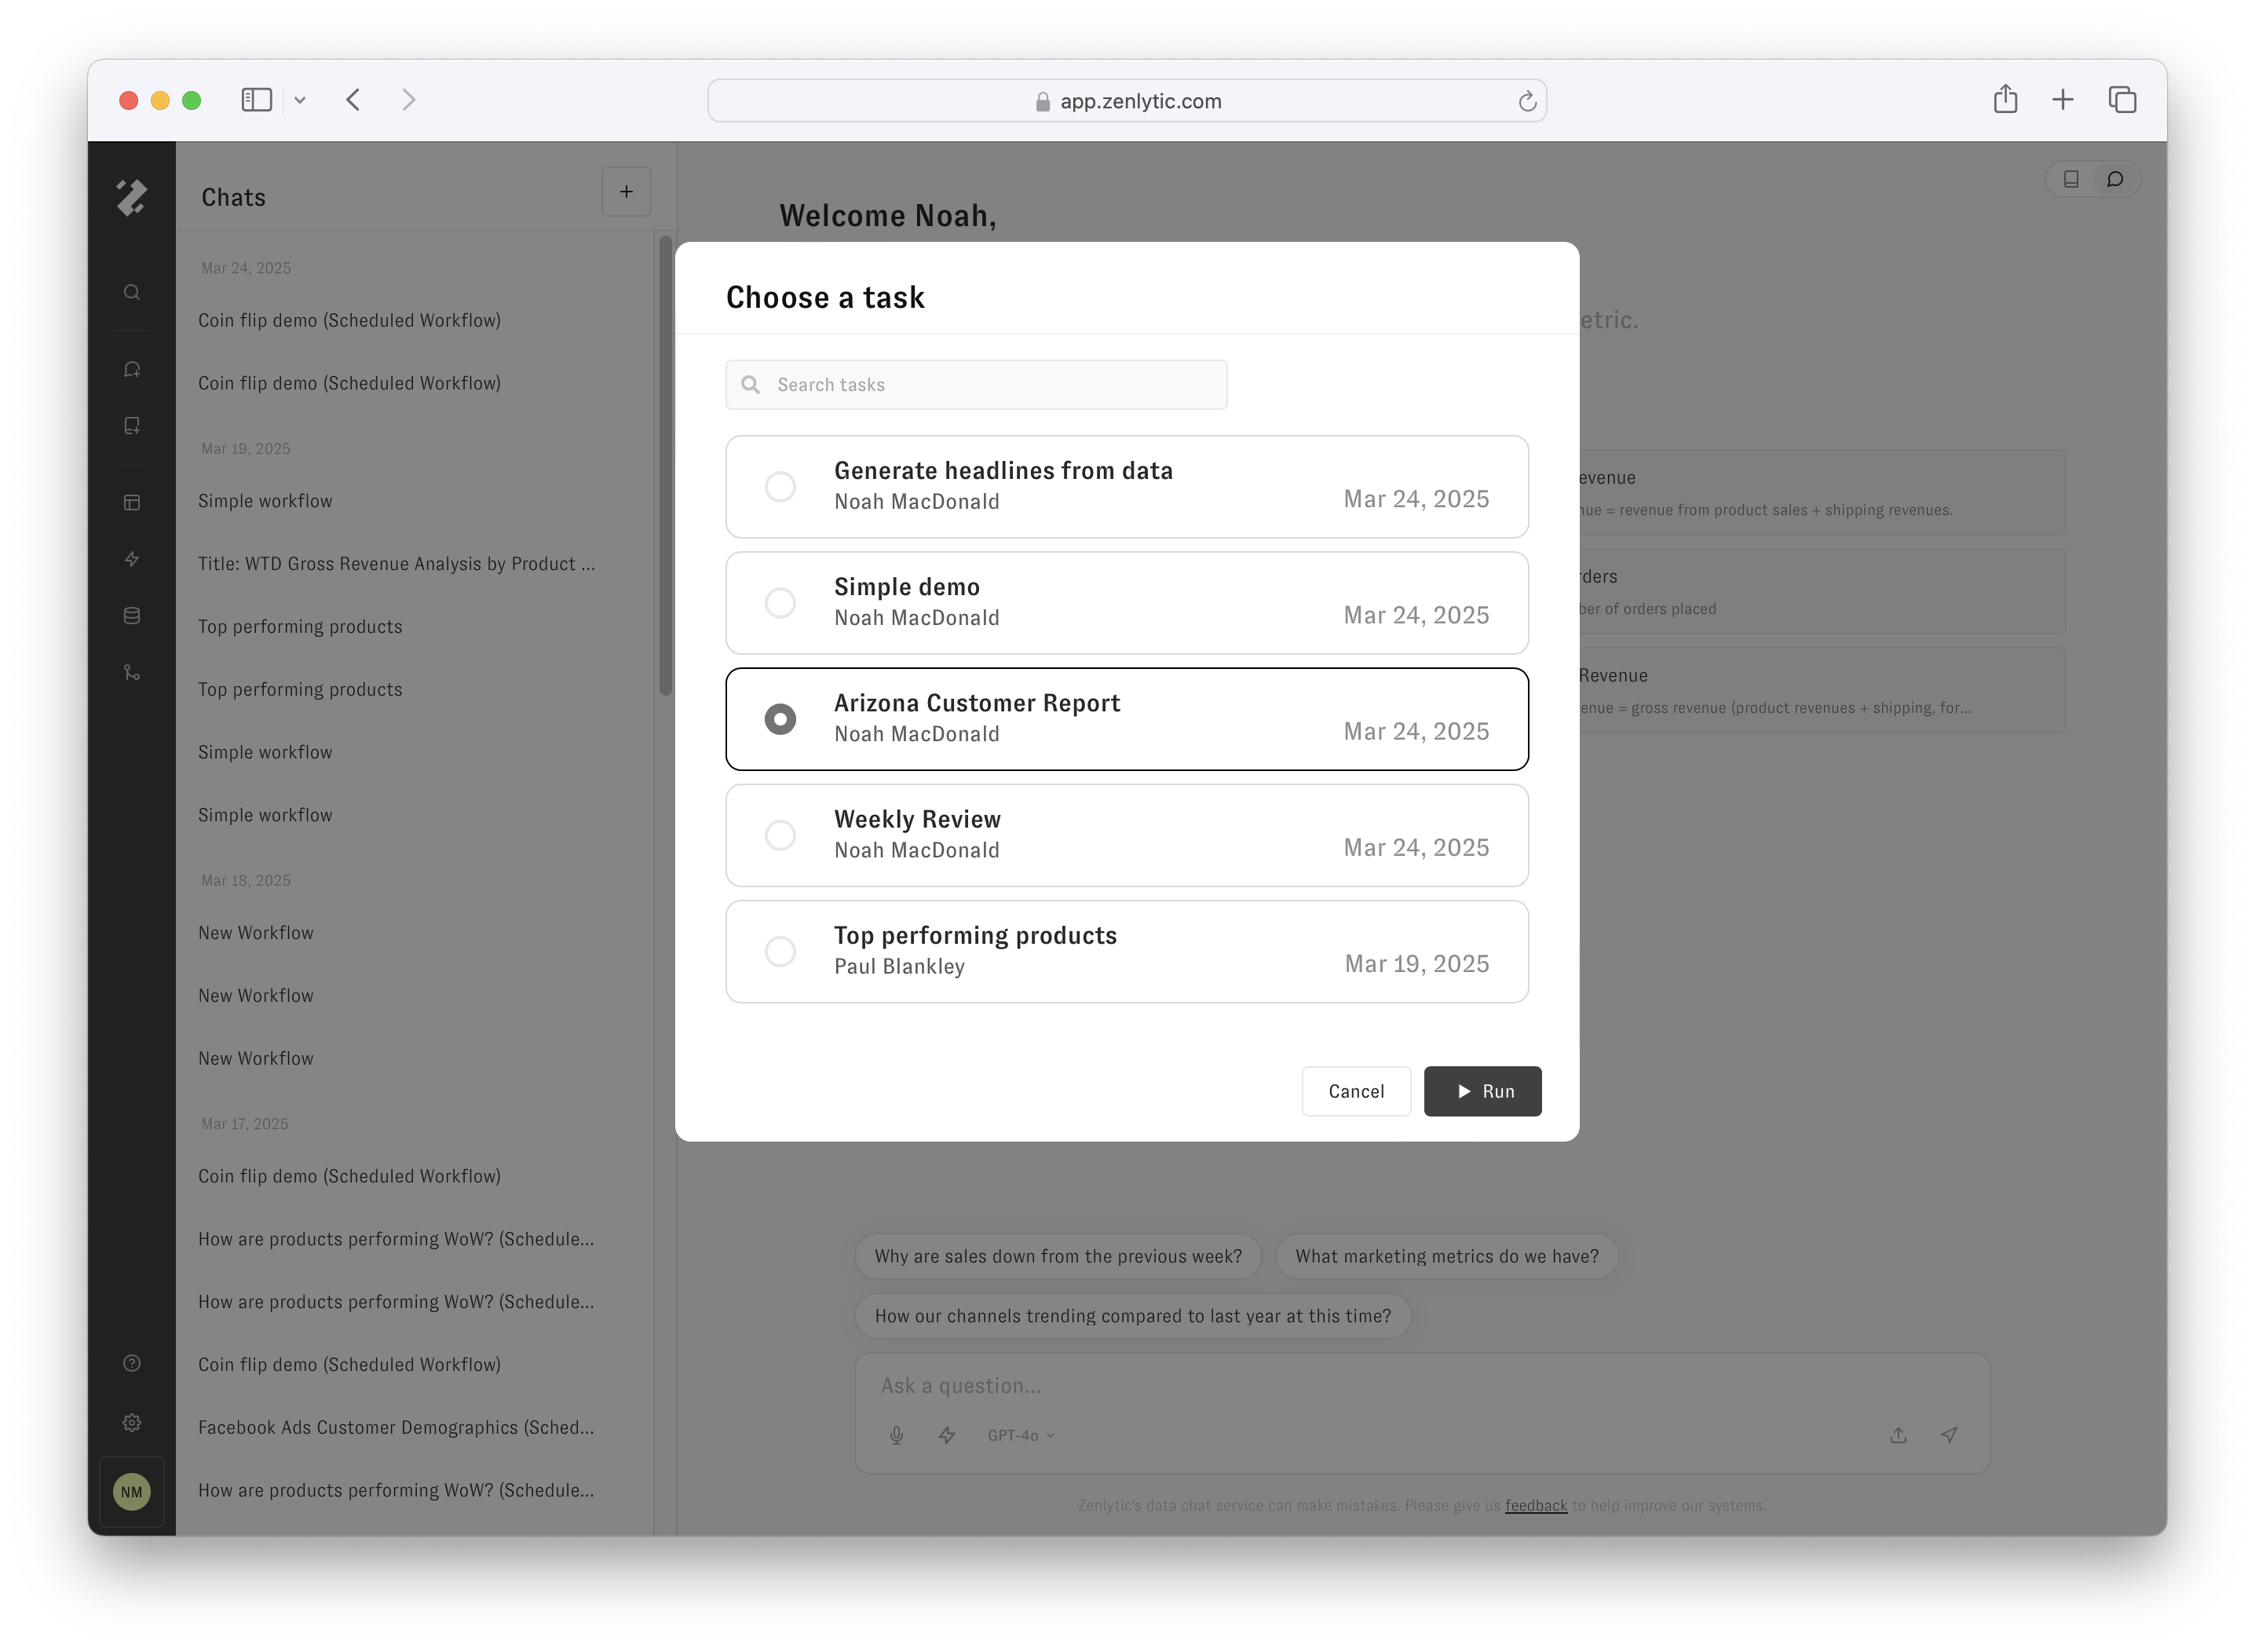 app.zenlytic.com
Chats
+
Mar 24, 2025
Coin flip demo (Scheduled Workflow)
Coin flip demo (Scheduled Workflow)
Mar 19, 2025
Simple workflow
Title: WTD Gross Revenue Analysis by Product ...
Top performing products
Top performing products
Simple workflow
Simple workflow
Mar 18, 2025
New Workflow
New Workflow
New Workflow
Mar 17, 2025
Coin flip demo (Scheduled Workflow)
How are products performing WoW? (Schedule...
How are products performing WoW? (Schedule...
Coin flip demo (Scheduled Workflow)
Facebook Ads Customer Demographics (Sched...
How are products performing WoW? (Schedule...
NM
Welcome Noah,
etric.
evenue
nue = revenue from product sales + shipping revenues.
rders
ber of orders placed
Revenue
enue = gross revenue (product revenues + shipping, for...
Choose a task
Search tasks
Generate headlines from data
Noah MacDonald
Mar 24, 2025
Simple demo
Noah MacDonald
Mar 24, 2025
Arizona Customer Report
Noah MacDonald
Mar 24, 2025
Weekly Review
Noah MacDonald
Mar 24, 2025
Top performing products
Paul Blankley
Mar 19, 2025
Cancel
Run
Why are sales down from the previous week?
What marketing metrics do we have?
How our channels trending compared to last year at this time?
Ask a question...
GPT-4o
Zenlytic's data chat service can make mistakes. Please give us feedback to help improve our systems.